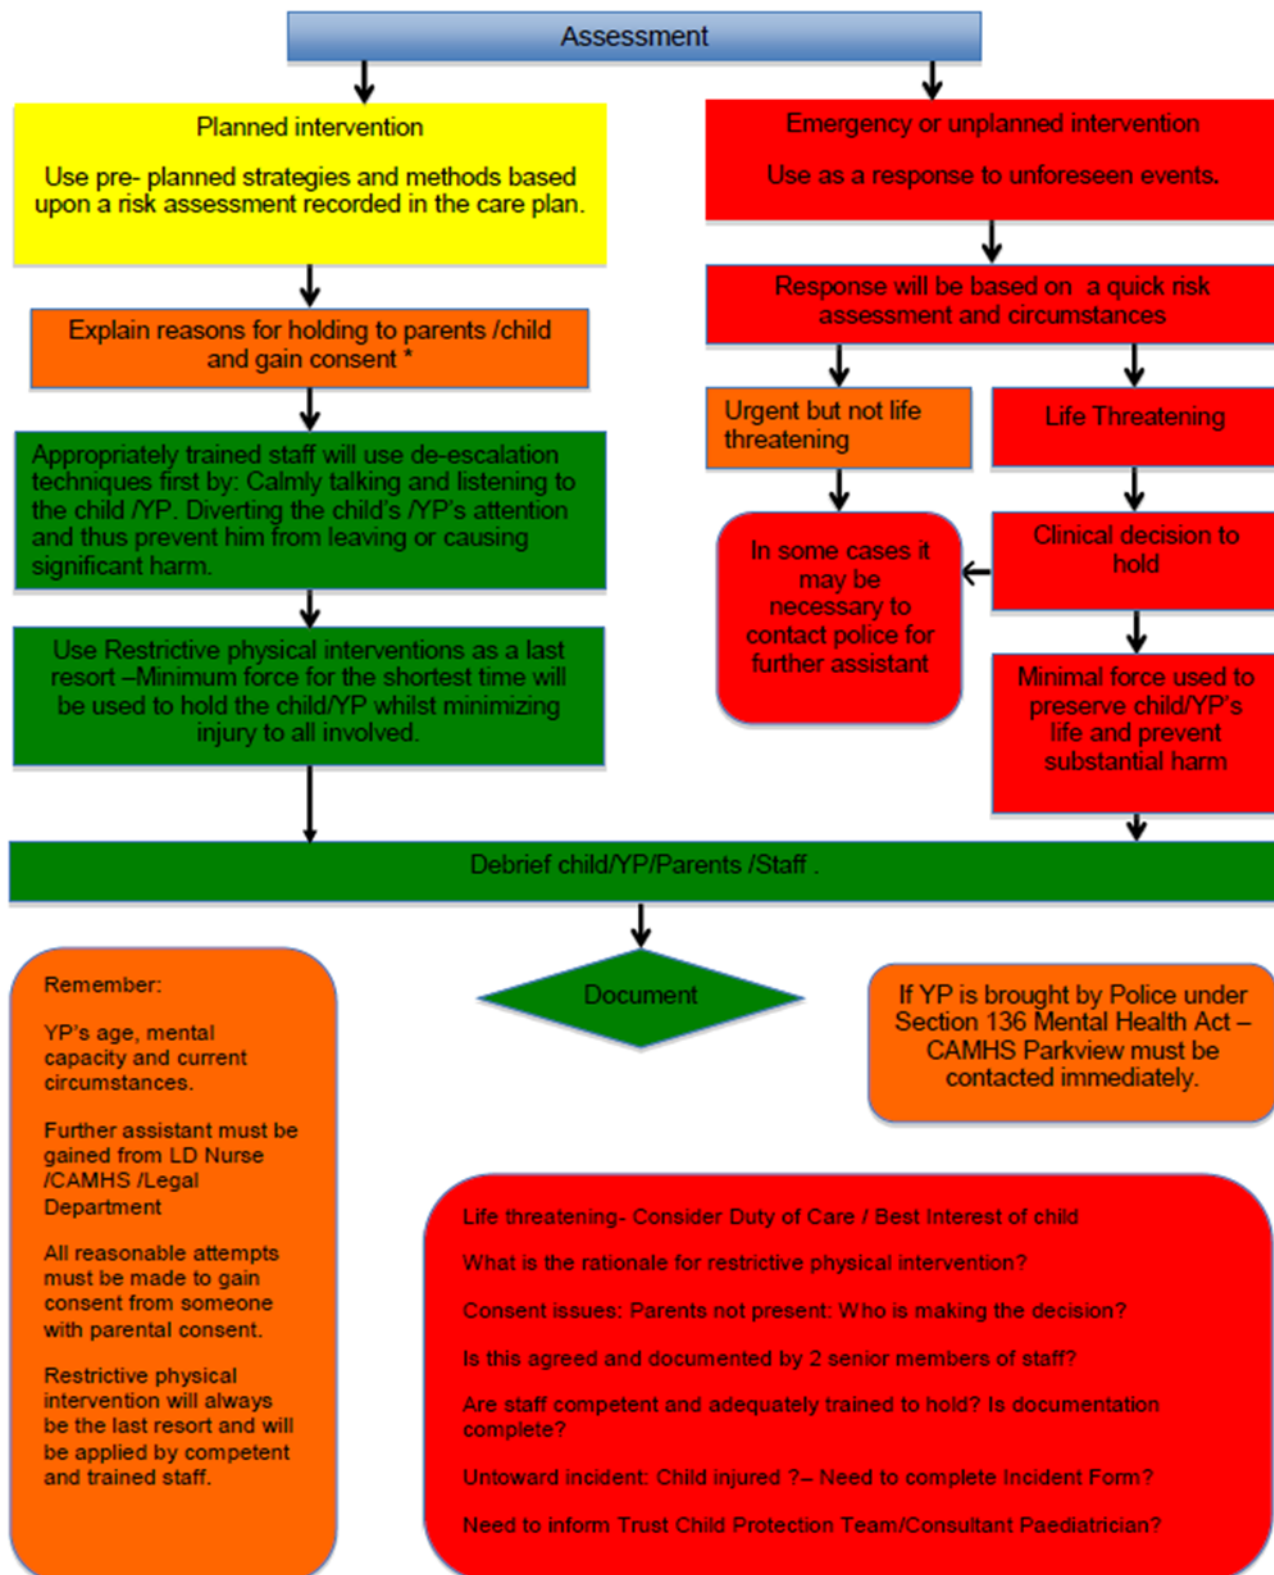 Assessment
Planned intervention
Use pre- planned strategies and methods based
upon a risk assessment recorded in the care plan.
Explain reasons for holding to parents /child
and gain consent *
Appropriately trained staff will use de-escalation
techniques first by: Calmly talking and listening to
the child /YP. Diverting the child's /YP's attention
and thus prevent him from leaving or causing
significant harm.
Use Restrictive physical interventions as a last
resort –Minimum force for the shortest time will
be used to hold the child/YP whilst minimizing
injury to all involved.
Emergency or unplanned intervention
Use as a response to unforeseen events.
Response will be based on a quick risk
assessment and circumstances
Urgent but not life
threatening
In some cases it
may be
necessary to
contact police for
further assistant
Life Threatening
Clinical decision to
hold
Minimal force used to
preserve child/YP's
life and prevent
substantial harm
Debrief child/YP/Parents /Staff .
Document
Remember:
YP's age, mental
capacity and current
circumstances.
Further assistant must be
gained from LD Nurse
/CAMHS /Legal
Department
All reasonable attempts
must be made to gain
consent from someone
with parental consent.
Restrictive physical
intervention will always
be the last resort and will
be applied by competent
and trained staff.
If YP is brought by Police under
Section 136 Mental Health Act –
CAMHS Parkview must be
contacted immediately.
Life threatening- Consider Duty of Care / Best Interest of child
What is the rationale for restrictive physical intervention?
Consent issues: Parents not present: Who is making the decision?
Is this agreed and documented by 2 senior members of staff?
Are staff competent and adequately trained to hold? Is documentation
complete?
Untoward incident: Child injured ?– Need to complete Incident Form?
Need to inform Trust Child Protection Team/Consultant Paediatrician?